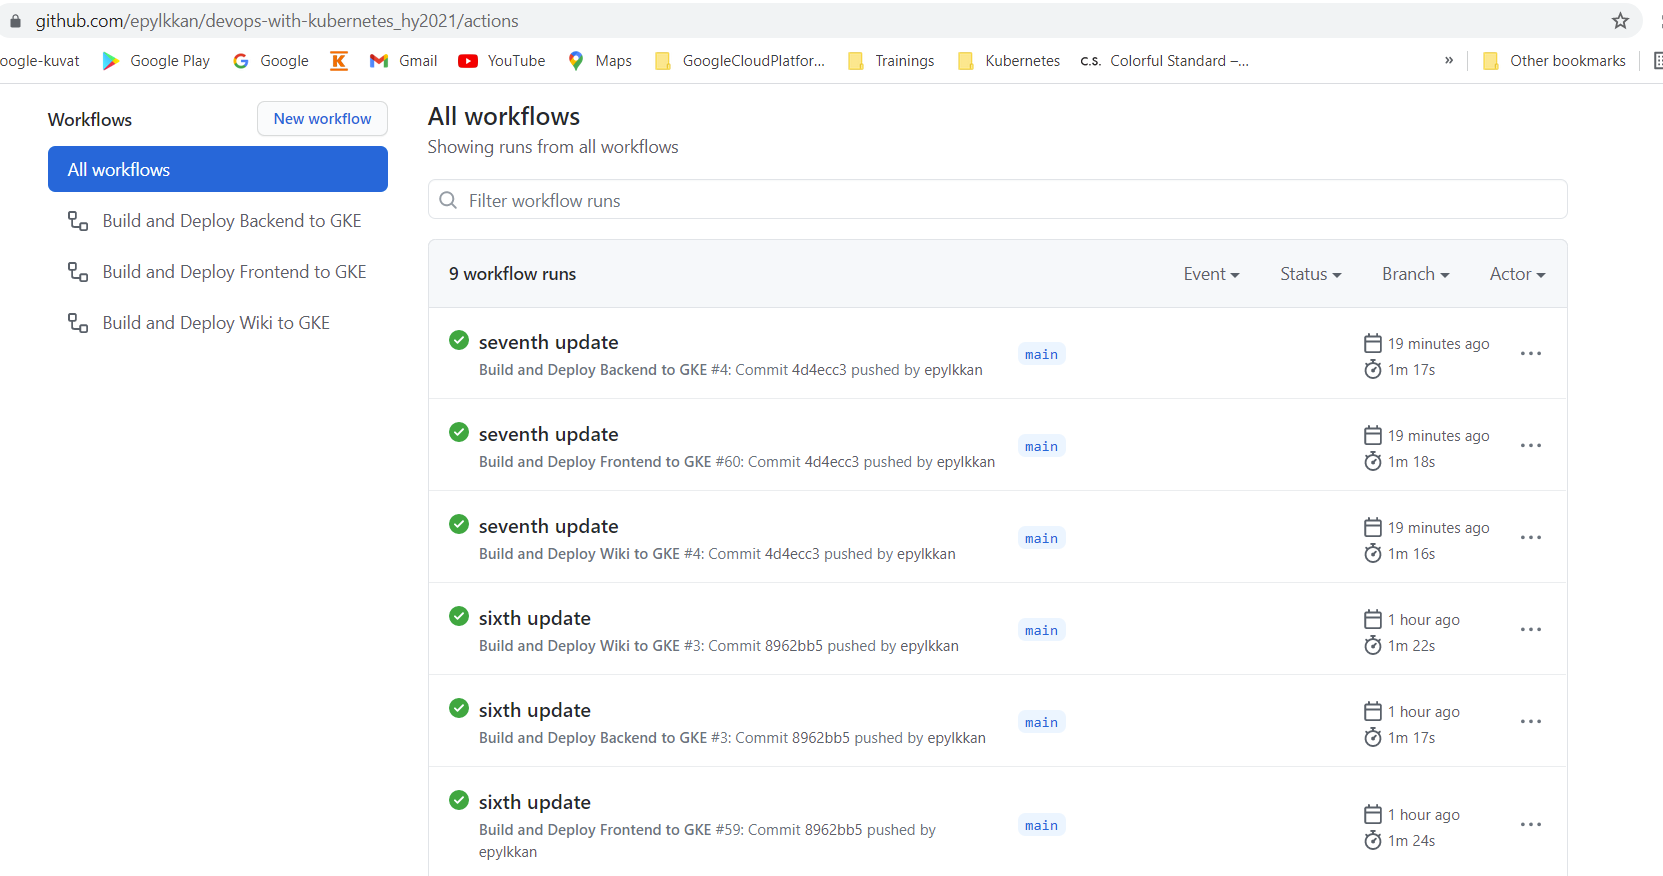 github.com/epylkkan/devops-with-kubernetes_hy2021/actions
oogle-kuvat Google Play Google Gmail YouTube Maps GoogleCloudPlatfor... Trainings Kubernetes c.s. Colorful Standard –... » Other bookmarks
Workflows
New workflow
All workflows
Build and Deploy Backend to GKE
Build and Deploy Frontend to GKE
Build and Deploy Wiki to GKE
All workflows
Showing runs from all workflows
Filter workflow runs
9 workflow runs Event Status Branch Actor
seventh update
Build and Deploy Backend to GKE #4: Commit 4d4ecc3 pushed by epylkkan
main
19 minutes ago
1m 17s
seventh update
Build and Deploy Frontend to GKE #60: Commit 4d4ecc3 pushed by epylkkan
main
19 minutes ago
1m 18s
seventh update
Build and Deploy Wiki to GKE #4: Commit 4d4ecc3 pushed by epylkkan
main
19 minutes ago
1m 16s
sixth update
Build and Deploy Wiki to GKE #3: Commit 8962bb5 pushed by epylkkan
main
1 hour ago
1m 22s
sixth update
Build and Deploy Backend to GKE #3: Commit 8962bb5 pushed by epylkkan
main
1 hour ago
1m 17s
sixth update
Build and Deploy Frontend to GKE #59: Commit 8962bb5 pushed by
epylkkan
main
1 hour ago
1m 24s